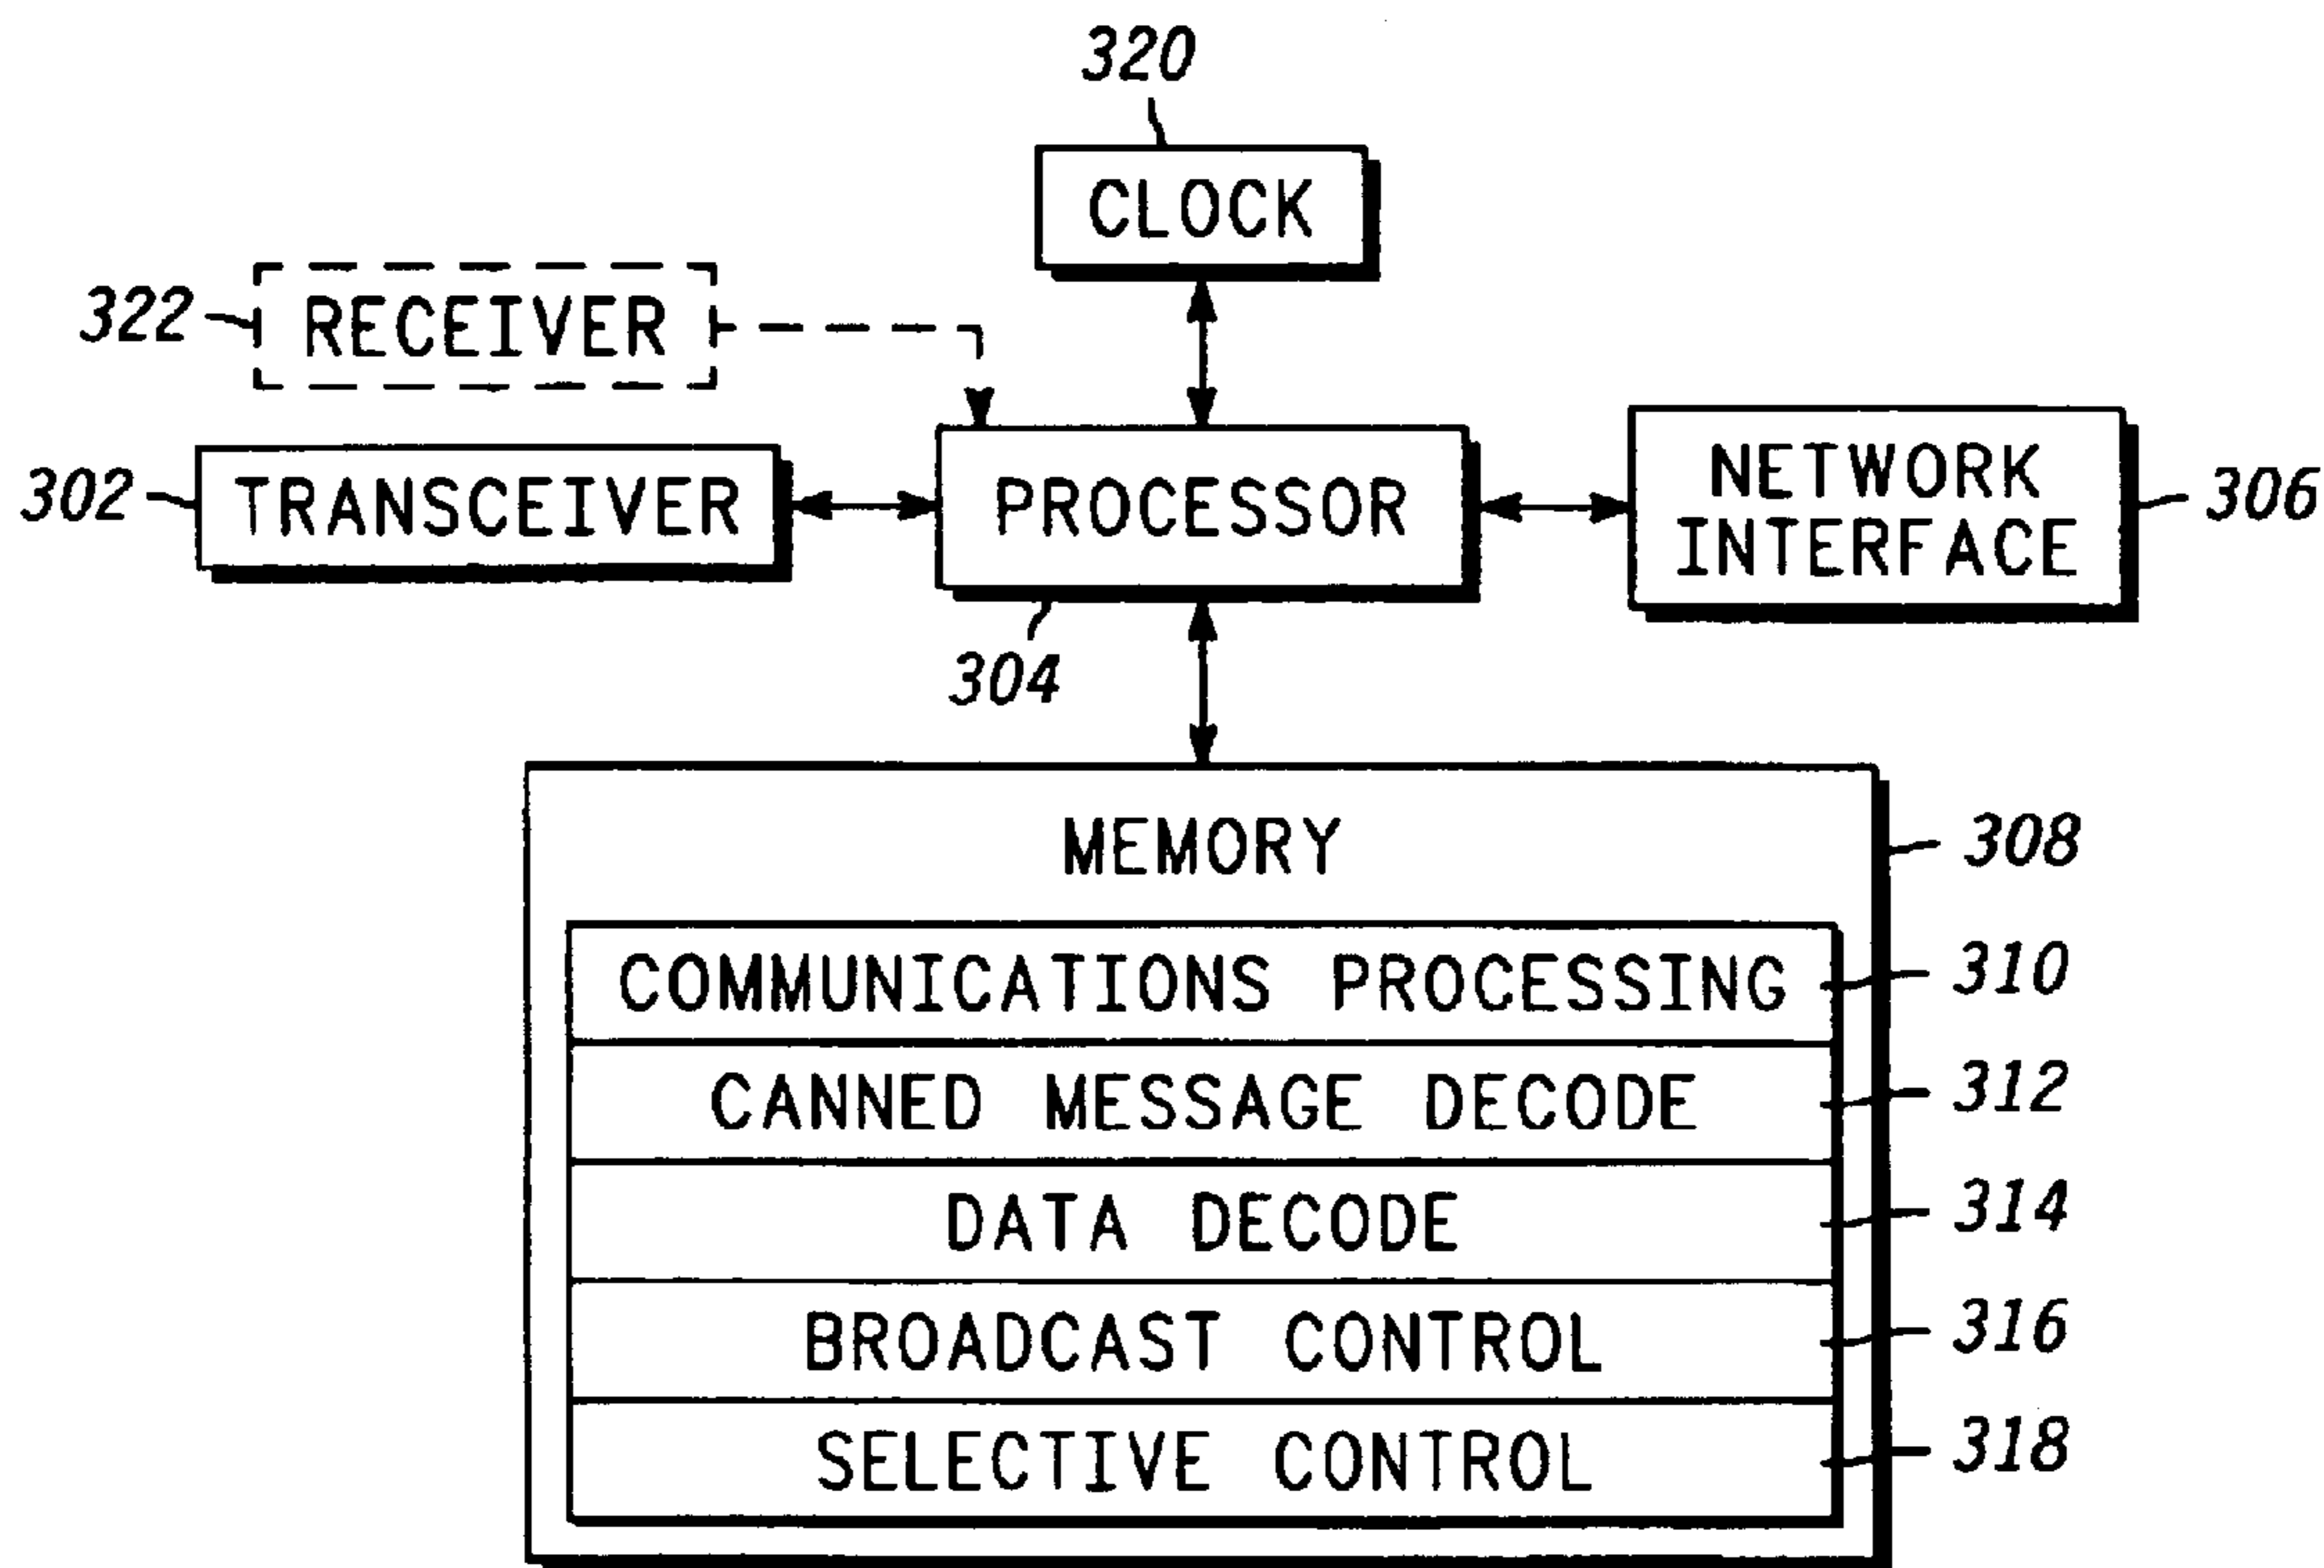 320
CLOCK
322
RECEIVER
302
TRANSCEIVER
PROCESSOR
NETWORK
INTERFACE
306
304
MEMORY
308
COMMUNICATIONS PROCESSING
310
CANNED MESSAGE DECODE
312
DATA DECODE
314
BROADCAST CONTROL
316
SELECTIVE CONTROL
318